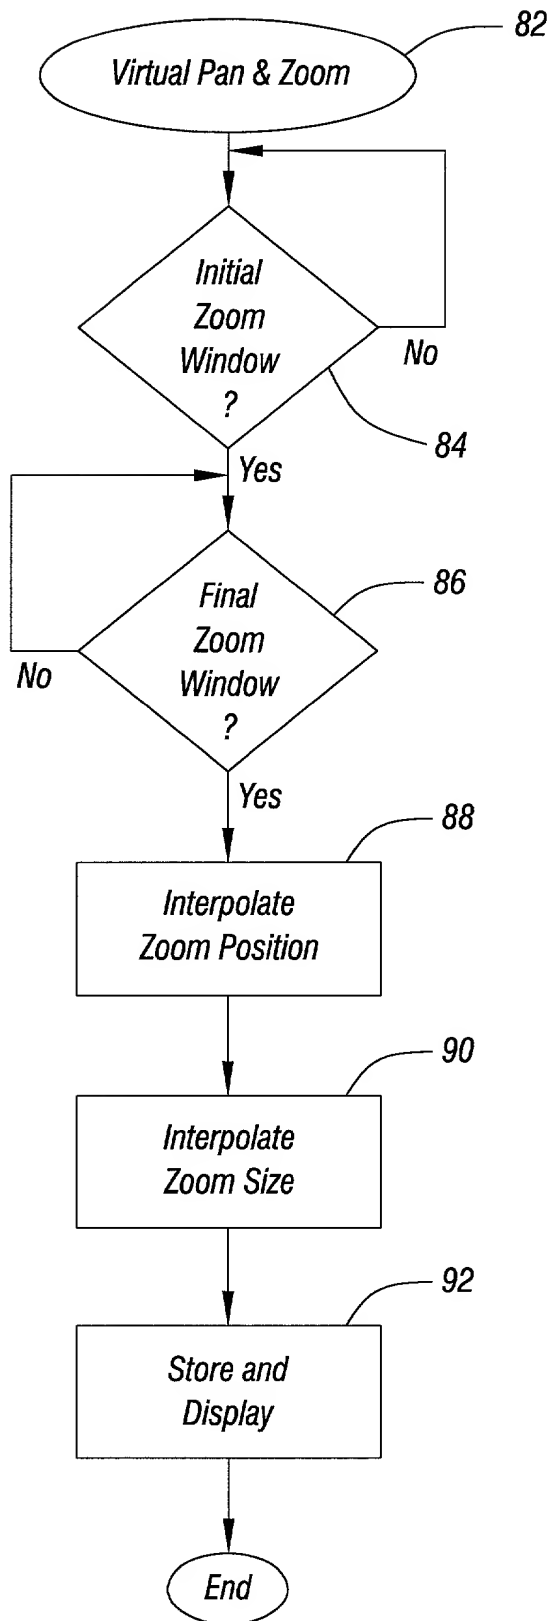 82
Virtual Pan & Zoom
Initial
Zoom
Window
?
No
84
Yes
86
Final
Zoom
Window
?
No
Yes
88
Interpolate
Zoom Position
90
Interpolate
Zoom Size
92
Store and
Display
End